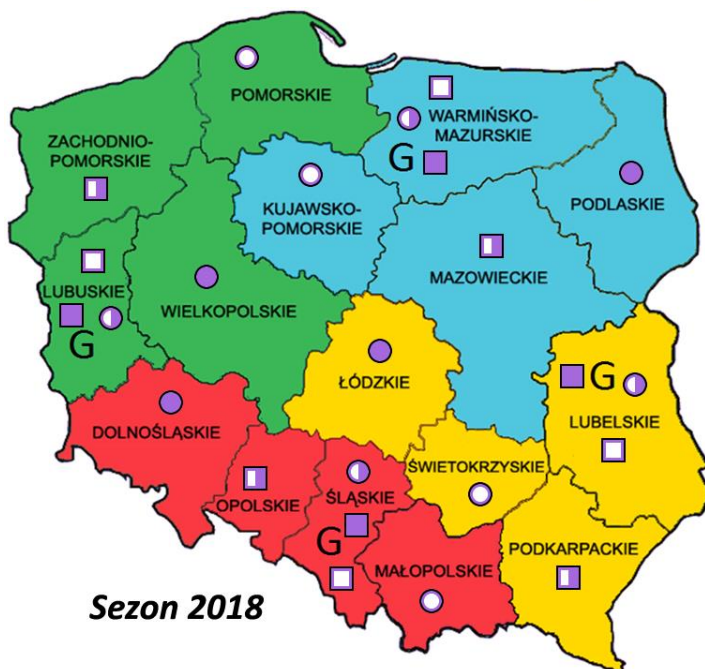 POMORSKIE
WARMIŃSKO-
MAZURSKIE
G
ZACHODNIO-
POMORSKIE
PODLASKIE
KUJAWSKO-
POMORSKIE
MAZOWIECKIE
LUBUSKIE
G
WIELKOPOLSKIE
ŁÓDZKIE
G
LUBELSKIE
DOLNOŚLĄSKIE
ŚWIETOKRZYSKIE
OPOLSKIE
ŚLĄSKIE
G
PODKARPACKIE
MAŁOPOLSKIE
Sezon 2018